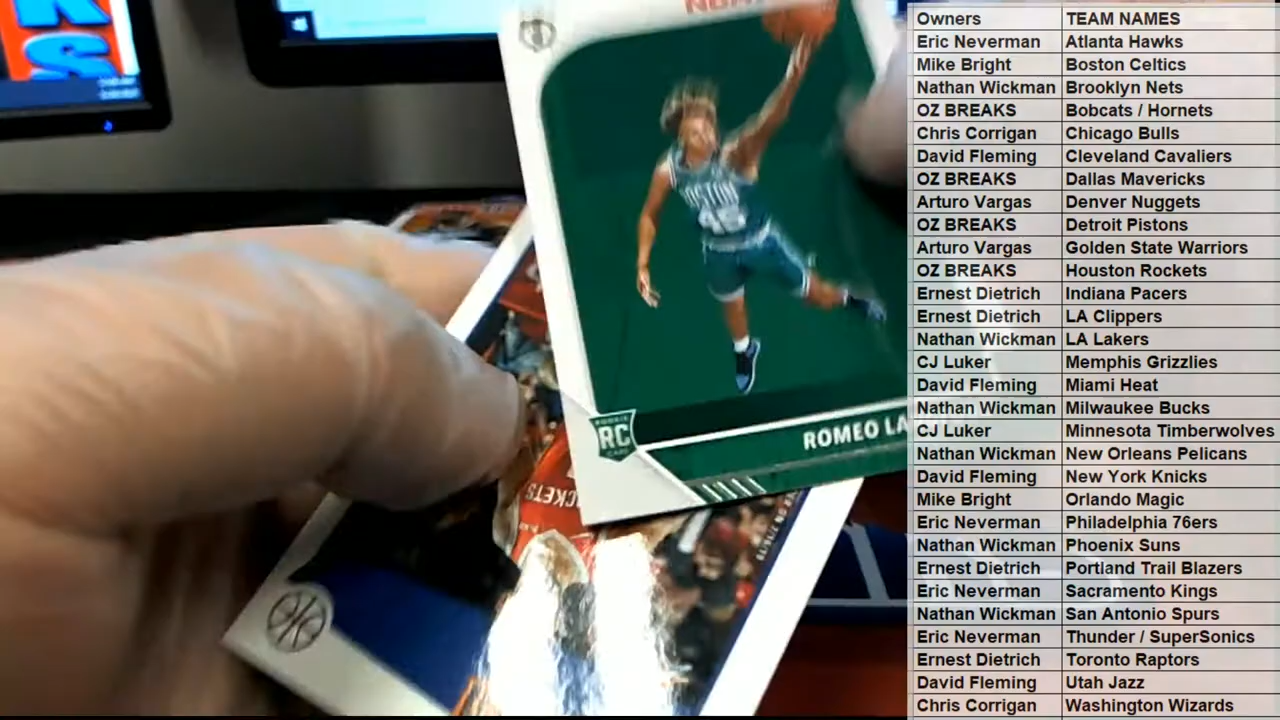 Owners TEAM NAMES
Eric Neverman Atlanta Hawks
Mike Bright Boston Celtics
Nathan Wickman Brooklyn Nets
OZ BREAKS Bobcats / Hornets
Chris Corrigan Chicago Bulls
David Fleming Cleveland Cavaliers
OZ BREAKS Dallas Mavericks
Arturo Vargas Denver Nuggets
OZ BREAKS Detroit Pistons
Arturo Vargas Golden State Warriors
OZ BREAKS Houston Rockets
Ernest Dietrich Indiana Pacers
Ernest Dietrich LA Clippers
Nathan Wickman LA Lakers
CJ Luker Memphis Grizzlies
David Fleming Miami Heat
Nathan Wickman Milwaukee Bucks
CJ Luker Minnesota Timberwolves
Nathan Wickman New Orleans Pelicans
David Fleming New York Knicks
Mike Bright Orlando Magic
Eric Neverman Philadelphia 76ers
Nathan Wickman Phoenix Suns
Ernest Dietrich Portland Trail Blazers
Eric Neverman Sacramento Kings
Nathan Wickman San Antonio Spurs
Eric Neverman Thunder / SuperSonics
Ernest Dietrich Toronto Raptors
David Fleming Utah Jazz
Chris Corrigan Washington Wizards
KS
45
RC
ROMEO LA
CKETS